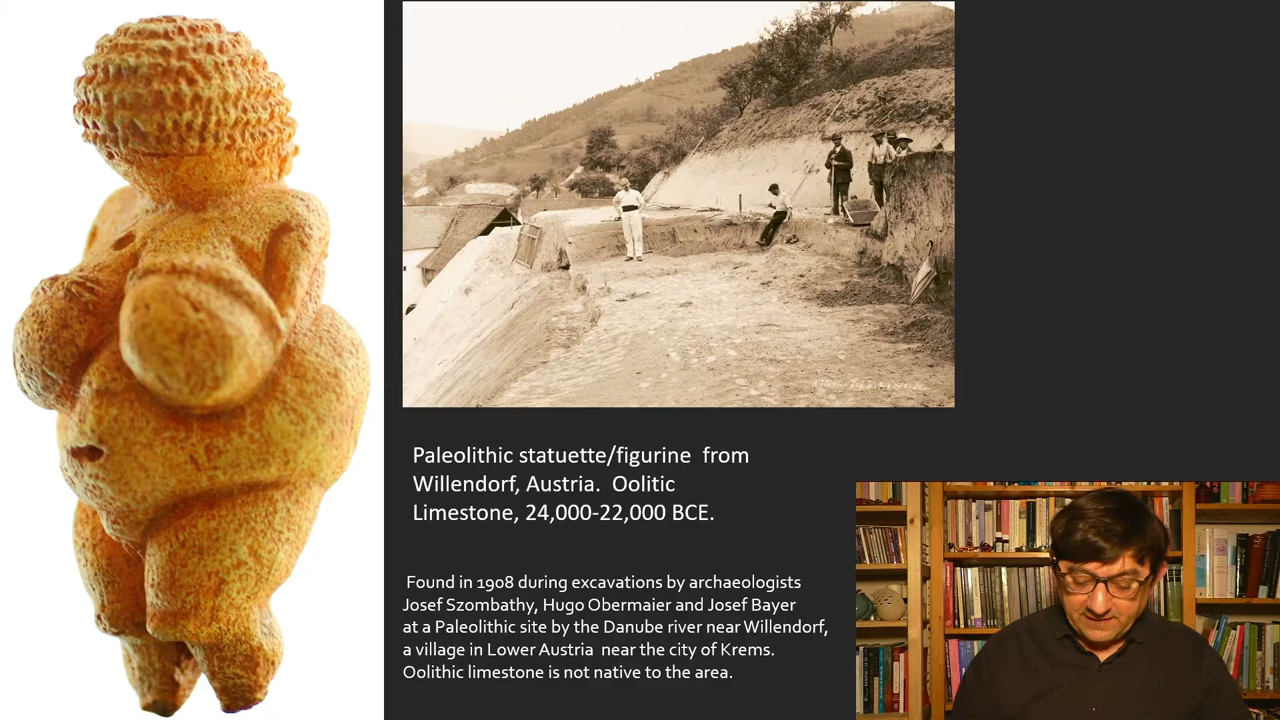 Paleolithic statuette/figurine from
Willendorf, Austria. Oolitic
Limestone, 24,000-22,000 BCE.
Found in 1908 during excavations by archaeologists
Josef Szombathy, Hugo Obermaier and Josef Bayer
at a Paleolithic site by the Danube river near Willendorf,
a village in Lower Austria near the city of Krems.
Oolithic limestone is not native to the area.